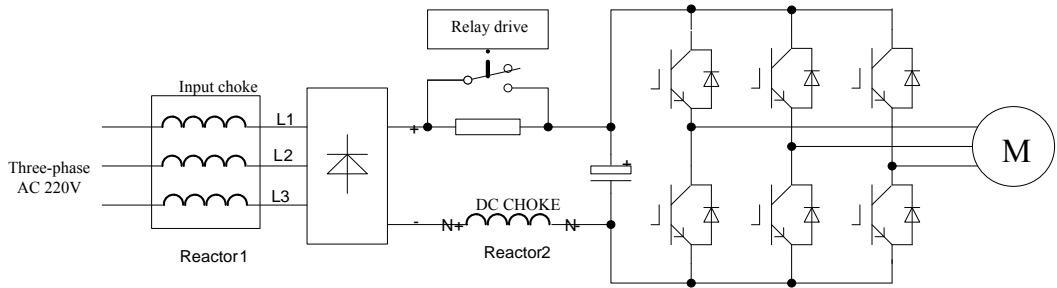 Relay drive
Input choke
L1
L2
L3
Three-phase
AC 220V
Reactor1
+
-
N+
DC CHOKE
N-
Reactor2
+
M